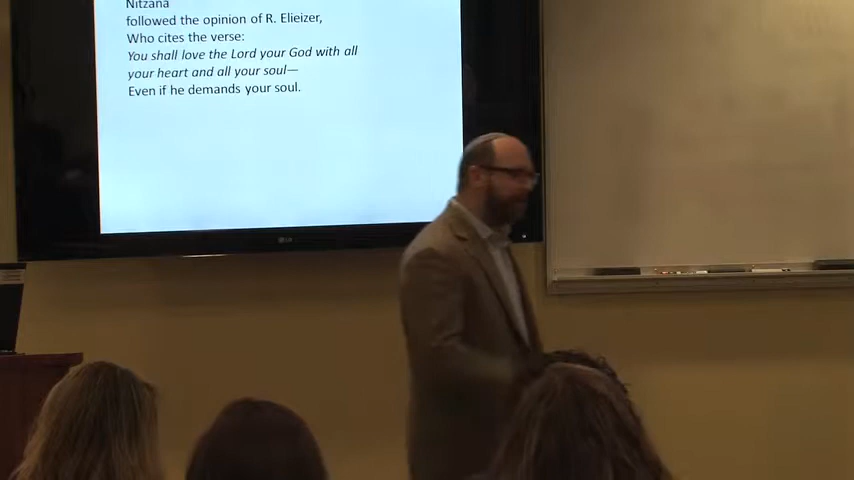 Nitzana
followed the opinion of R. Elieizer,
Who cites the verse:
You shall love the Lord your God with all
your heart and all your soul—
Even if he demands your soul.
LG